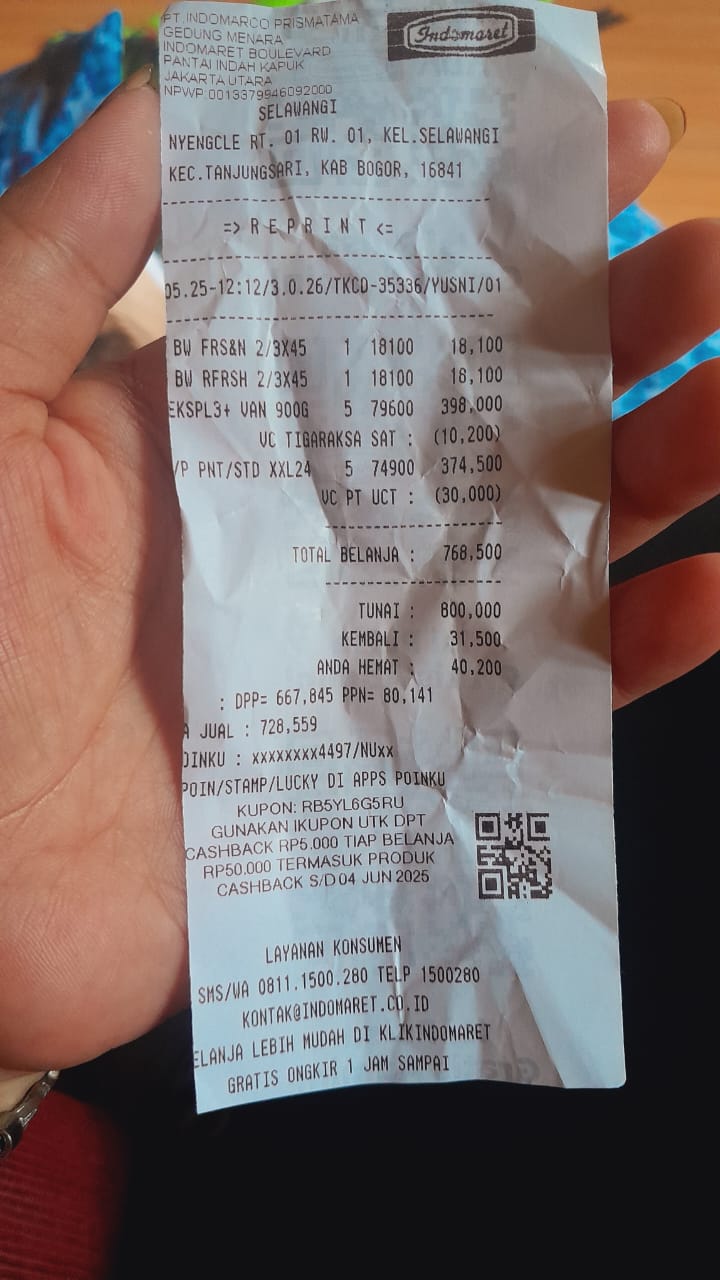 PT.INDOMARCO PRISMATAMA
GEDUNG MENARA
INDOMARET BOULEVARD
PANTAI INDAH KAPUK
JAKARTA UTARA
NPWP:0013379946092000
Indomaret
SELAWANGI
NYENGCLE RT. 01 RW. 01, KEL.SELAWANGI
KEC.TANJUNGSARI, KAB BOGOR, 16841
=> R E P R I N T <=
05.25-12:12/3.0.26/TKCD-35336/YUSNI/01
BW FRS&N 2/3X45 1 18100 18,100
BW RFRSH 2/3X45 1 18100 18,100
EKSPL3+ VAN 900G 5 79600 398,000
VC TIGARAKSA SAT : (10,200)
/P PNT/STD XXL24 5 74900 374,500
VC PT UCT : (30,000)
TOTAL BELANJA : 768,500
TUNAI : 800,000
KEMBALI : 31,500
ANDA HEMAT : 40,200
: DPP= 667,845 PPN= 80,141
A JUAL : 728,559
OINKU : xxxxxxxx4497/NUxx
POIN/STAMP/LUCKY DI APPS POINKU
KUPON: RB5YL6G5RU
GUNAKAN IKUPON UTK DPT
CASHBACK RP5.000 TIAP BELANJA
RP50.000 TERMASUK PRODUK
CASHBACK S/D 04 JUN 2025
LAYANAN KONSUMEN
SMS/WA 0811.1500.280 TELP 1500280
KONTAK@INDOMARET.CO.ID
ELANJA LEBIH MUDAH DI KLIKINDOMARET
GRATIS ONGKIR 1 JAM SAMPAI